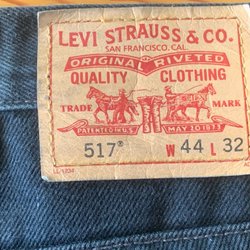 LEVI STRAUSS & CO.
SAN FRANCISCO, CAL.
ORIGINAL RIVETED
QUALITY CLOTHING
TRADE MARK
PATENTED IN U.S. MAY 20 1873
517® W 44 L 32